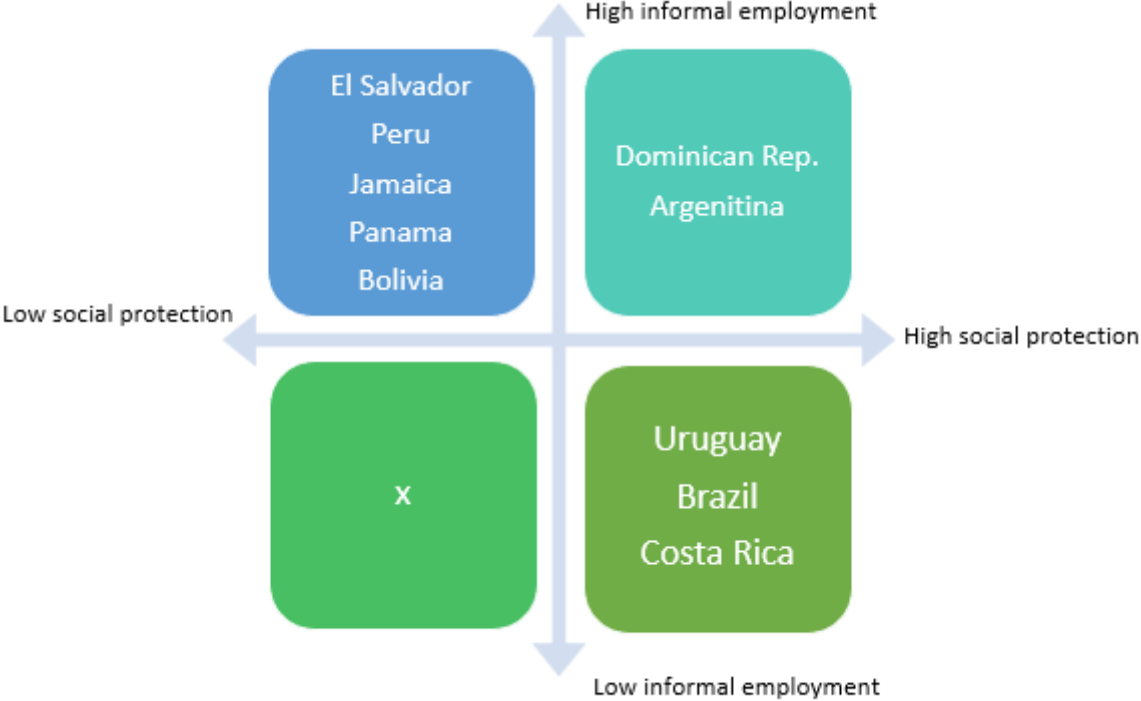 High informal employment
El Salvador
Peru
Jamaica
Panama
Bolivia
Dominican Rep.
Argenitina
Low social protection
High social protection
x
Uruguay
Brazil
Costa Rica
Low informal employment